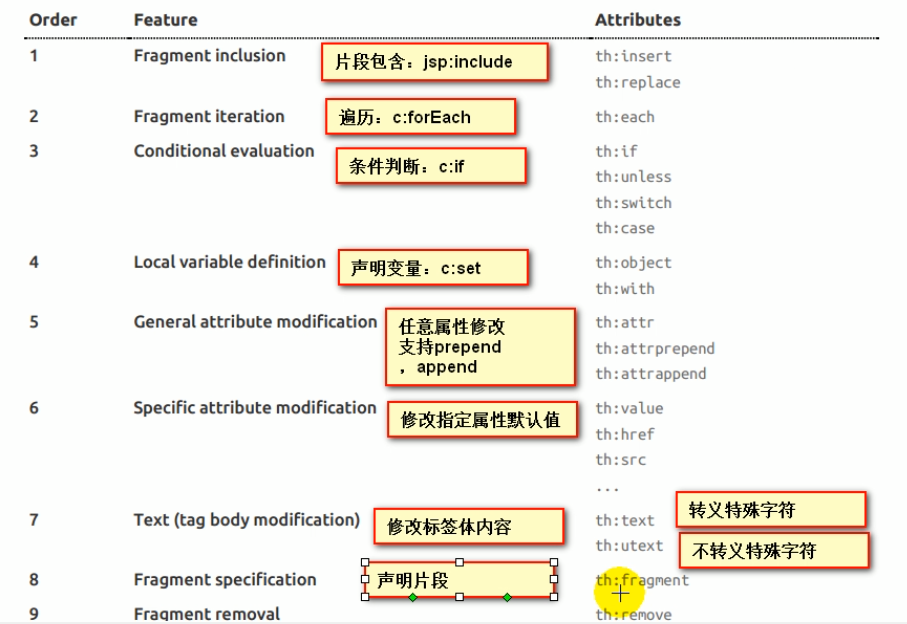 Order Feature Attributes
1 Fragment inclusion 片段包含：jsp:include th:insert
th:replace
2 Fragment iteration 遍历：c:forEach th:each
3 Conditional evaluation 条件判断：c:if th:if
th:unless
th:switch
th:case
4 Local variable definition 声明变量：c:set th:object
th:with
5 General attribute modification 任意属性修改 th:attr
支持prepend th:attrprepend
，append th:attrappend
6 Specific attribute modification 修改指定属性默认值 th:value
th:href
th:src
...
7 Text (tag body modification) 修改标签体内容 th:text 转义特殊字符
th:utext 不转义特殊字符
8 Fragment specification 声明片段 th:fragment
9 Fragment removal th:remove